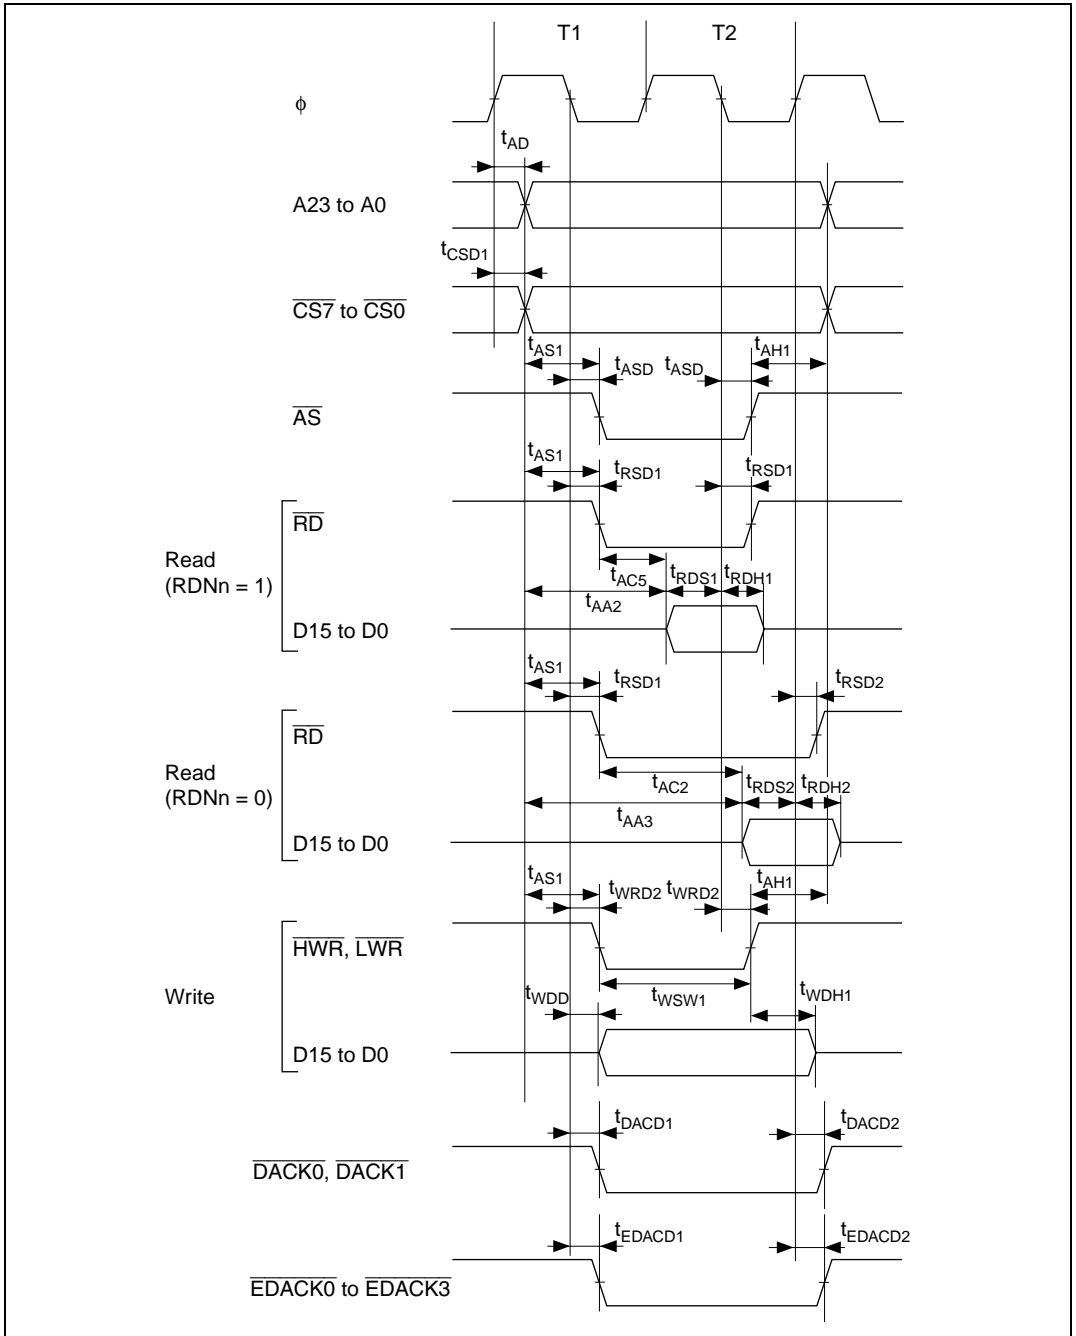 T1 T2
φ
tAD
A23 to A0
tCSD1
CS7 to CS0
tAS1 tASD tASD tAH1
AS
tAS1 tRSD1 tRSD1
RD
Read
(RDNn = 1)
tAC5 tRDS1 tRDH1
tAA2
D15 to D0
tAS1 tRSD1 tRSD2
RD
Read
(RDNn = 0)
tAC2 tRDS2 tRDH2
tAA3
D15 to D0
tAS1 tWRD2 tWRD2 tAH1
HWR, LWR
Write
tWDD tWSW1 tWDH1
D15 to D0
tDACD1 tDACD2
DACK0, DACK1
tEDACD1 tEDACD2
EDACK0 to EDACK3